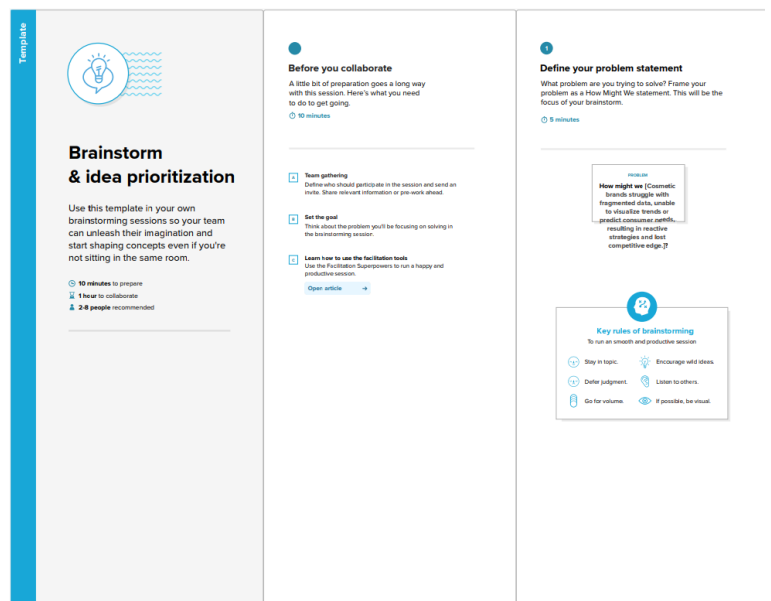 Template
Brainstorm
& idea prioritization
Use this template in your own
brainstorming sessions so your team
can unleash their imagination and
start shaping concepts even if you're
not sitting in the same room.
10 minutes to prepare
1 hour to collaborate
2-8 people recommended
Before you collaborate
A little bit of preparation goes a long way
with this session. Here's what you need
to do to get going.
10 minutes
A
Team gathering
Define who should participate in the session and send an
invite. Share relevant information or pre-work ahead.
B
Set the goal
Think about the problem you'll be focusing on solving in
the brainstorming session.
C
Learn how to use the facilitation tools
Use the Facilitation Superpowers to run a happy and
productive session.
Open article
1
Define your problem statement
What problem are you trying to solve? Frame your
problem as a How Might We statement. This will be the
focus of your brainstorm.
5 minutes
PROBLEM
How might we [Cosmetic
brands struggle with
fragmented data, unable
to visualize trends or
predict consumer needs,
resulting in reactive
strategies and lost
competitive edge.]?
Key rules of brainstorming
To run an smooth and productive session
Stay in topic.
Encourage wild ideas.
Defer judgment.
Listen to others.
Go for volume.
If possible, be visual.